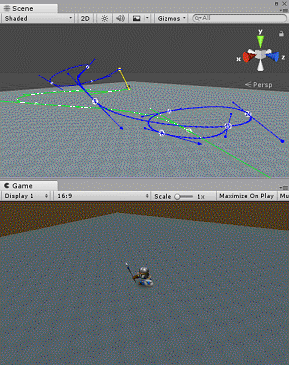 Scene
Shaded 2D Gizmos All
y
x z
Persp
Game
Display 1 16:9 Scale 1x Maximize On Play Mu